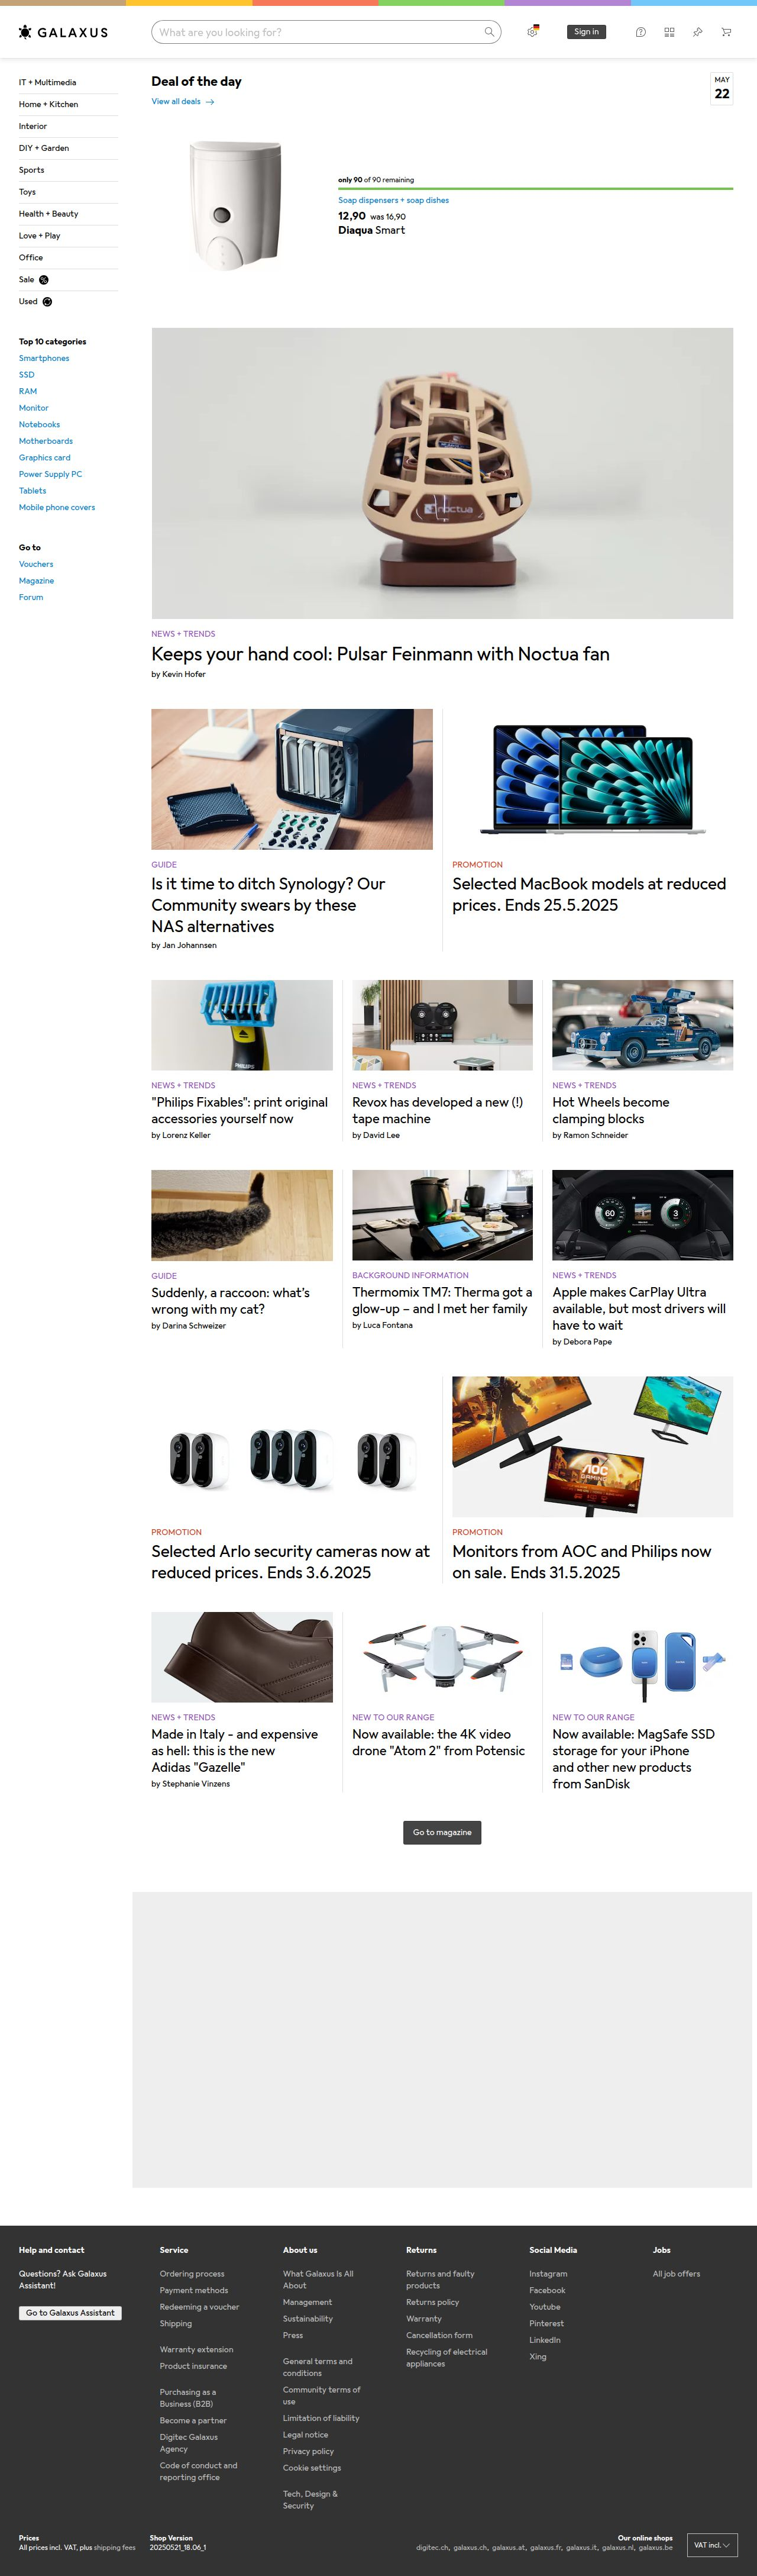 GALAXUS
What are you looking for?
Sign in
IT + Multimedia
Home + Kitchen
Interior
DIY + Garden
Sports
Toys
Health + Beauty
Love + Play
Office
Sale
Used
Top 10 categories
Smartphones
SSD
RAM
Monitor
Notebooks
Motherboards
Graphics card
Power Supply PC
Tablets
Mobile phone covers
Go to
Vouchers
Magazine
Forum
Deal of the day
View all deals
MAY
22
only 90 of 90 remaining
Soap dispensers + soap dishes
12,90 was 16,90
Diaqua Smart
noctua
NEWS + TRENDS
Keeps your hand cool: Pulsar Feinmann with Noctua fan
by Kevin Hofer
GUIDE
Is it time to ditch Synology? Our
Community swears by these
NAS alternatives
by Jan Johannsen
PROMOTION
Selected MacBook models at reduced
prices. Ends 25.5.2025
PHILIPS
NEWS + TRENDS
"Philips Fixables": print original
accessories yourself now
by Lorenz Keller
NEWS + TRENDS
Revox has developed a new (!)
tape machine
by David Lee
NEWS + TRENDS
Hot Wheels become
clamping blocks
by Ramon Schneider
GUIDE
Suddenly, a raccoon: what's
wrong with my cat?
by Darina Schweizer
BACKGROUND INFORMATION
Thermomix TM7: Therma got a
glow-up – and I met her family
by Luca Fontana
60
3
NEWS + TRENDS
Apple makes CarPlay Ultra
available, but most drivers will
have to wait
by Debora Pape
PROMOTION
Selected Arlo security cameras now at
reduced prices. Ends 3.6.2025
AOC
GAMING
PROMOTION
Monitors from AOC and Philips now
on sale. Ends 31.5.2025
NEWS + TRENDS
Made in Italy - and expensive
as hell: this is the new
Adidas "Gazelle"
by Stephanie Vinzens
NEW TO OUR RANGE
Now available: the 4K video
drone "Atom 2" from Potensic
NEW TO OUR RANGE
Now available: MagSafe SSD
storage for your iPhone
and other new products
from SanDisk
Go to magazine
Help and contact
Questions? Ask Galaxus
Assistant!
Go to Galaxus Assistant
Service
Ordering process
Payment methods
Redeeming a voucher
Shipping
Warranty extension
Product insurance
Purchasing as a
Business (B2B)
Become a partner
Digitec Galaxus
Agency
Code of conduct and
reporting office
About us
What Galaxus Is All
About
Management
Sustainability
Press
General terms and
conditions
Community terms of
use
Limitation of liability
Legal notice
Privacy policy
Cookie settings
Tech, Design &
Security
Returns
Returns and faulty
products
Returns policy
Warranty
Cancellation form
Recycling of electrical
appliances
Social Media
Instagram
Facebook
Youtube
Pinterest
LinkedIn
Xing
Jobs
All job offers
Prices
All prices incl. VAT, plus shipping fees
Shop Version
20250521_18.06_1
Our online shops
digitec.ch, galaxus.ch, galaxus.at, galaxus.fr, galaxus.it, galaxus.nl, galaxus.be
VAT incl.